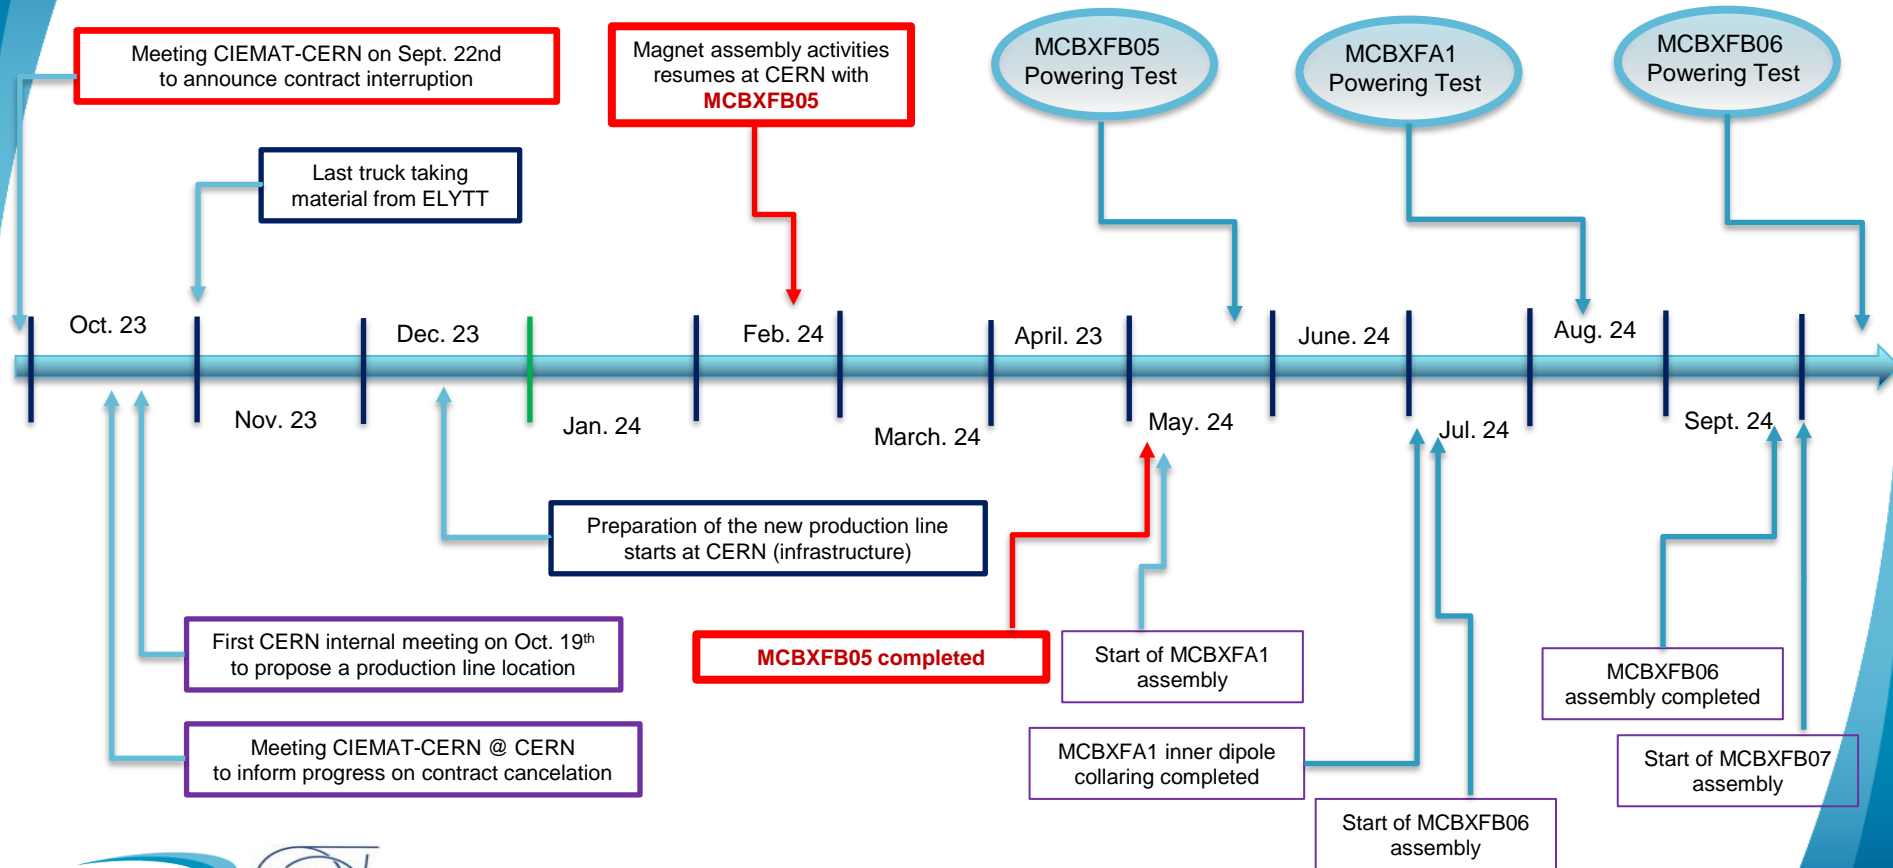 Meeting CIEMAT-CERN on Sept. 22nd
to announce contract interruption
Magnet assembly activities
resumes at CERN with
MCBXFB05
MCBXFB05
Powering Test
MCBXFA1
Powering Test
MCBXFB06
Powering Test
Last truck taking
material from ELYTT
Oct. 23
Nov. 23
Dec. 23
Jan. 24
Feb. 24
March. 24
April. 23
May. 24
June. 24
Jul. 24
Aug. 24
Sept. 24
Preparation of the new production line
starts at CERN (infrastructure)
First CERN internal meeting on Oct. 19th
to propose a production line location
Meeting CIEMAT-CERN @ CERN
to inform progress on contract cancelation
MCBXFB05 completed
Start of MCBXFA1
assembly
MCBXFA1 inner dipole
collaring completed
Start of MCBXFB06
assembly
MCBXFB06
assembly completed
Start of MCBXFB07
assembly